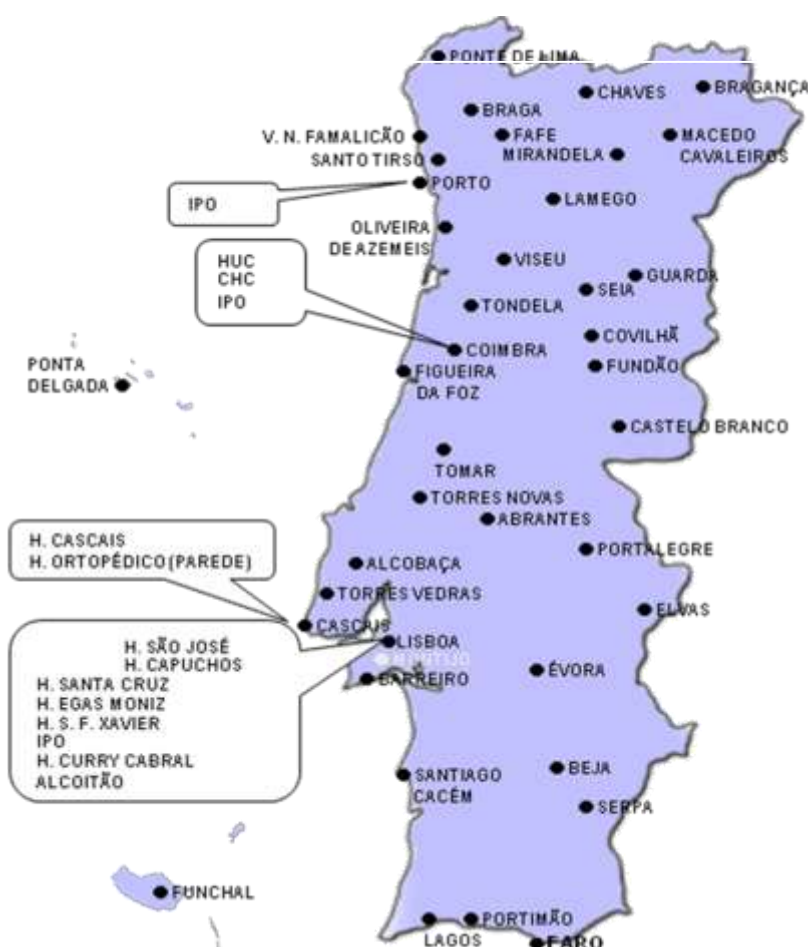 PONTE DE LIMA
BRAGANÇA
CHAVES
BRAGA
V. N. FAMALICÃO
FAFE
MACEDO
CAVALEIROS
SANTO TIRSO
MIRANDELA
PORTO
IPO
LAMEGO
OLIVEIRA
DE AZEMEIS
HUC
CHC
IPO
VISEU
GUARDA
SEIA
TONDELA
COVILHÃ
COIMBRA
PONTA
DELGADA
FIGUEIRA
DA FOZ
FUNDÃO
CASTELO BRANCO
TOMAR
TORRES NOVAS
ABRANTES
H. CASCAIS
H. ORTOPÉDICO (PAREDE)
PORTALEGRE
ALCOBAÇA
TORRES VEDRAS
ELVAS
CASCAIS
LISBOA
H. SÃO JOSÉ
H. CAPUCHOS
H. SANTA CRUZ
H. EGAS MONIZ
H. S. F. XAVIER
IPO
H. CURRY CABRAL
ALCOITÃO
BARREIRO
ÉVORA
SANTIAGO
CACÉM
BEJA
SERPA
FUNCHAL
LAGOS
PORTIMÃO
FARO